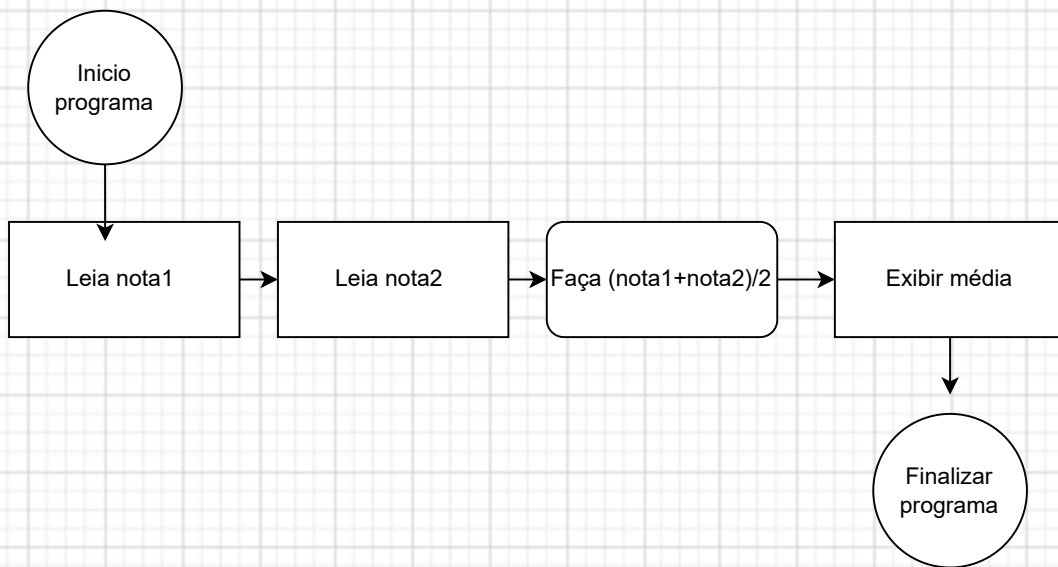 Inicio
programa
Leia nota1
Leia nota2
Faça (nota1+nota2)/2
Exibir média
Finalizar
programa